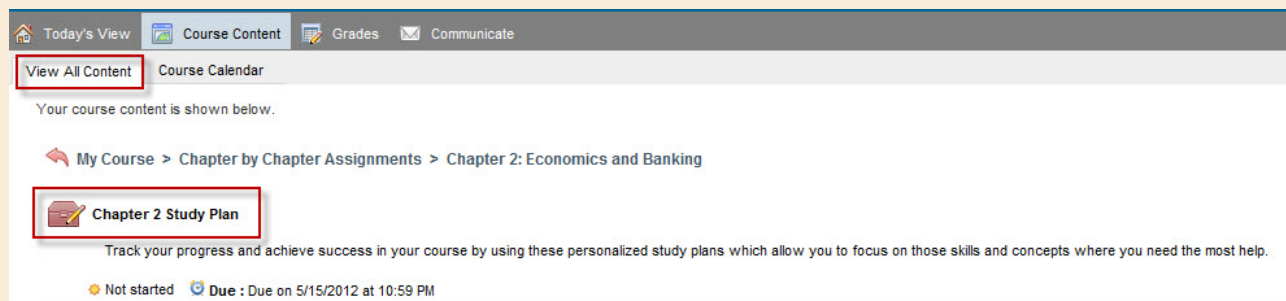 Today's View Course Content Grades Communicate
View All Content Course Calendar
Your course content is shown below.
My Course > Chapter by Chapter Assignments > Chapter 2: Economics and Banking
Chapter 2 Study Plan
Track your progress and achieve success in your course by using these personalized study plans which allow you to focus on those skills and concepts where you need the most help.
Not started Due : Due on 5/15/2012 at 10:59 PM